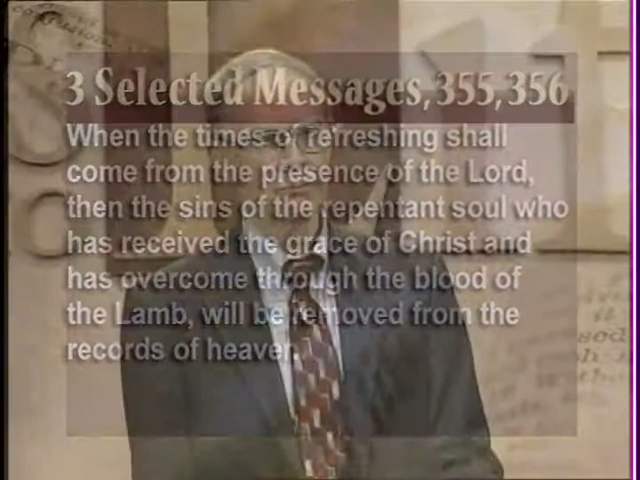 3 Selected Messages, 355, 356
When the times of refreshing shall
come from the presence of the Lord,
then the sins of the repentant soul who
has received the grace of Christ and
has overcome through the blood of
the Lamb, will be removed from the
records of heaven.